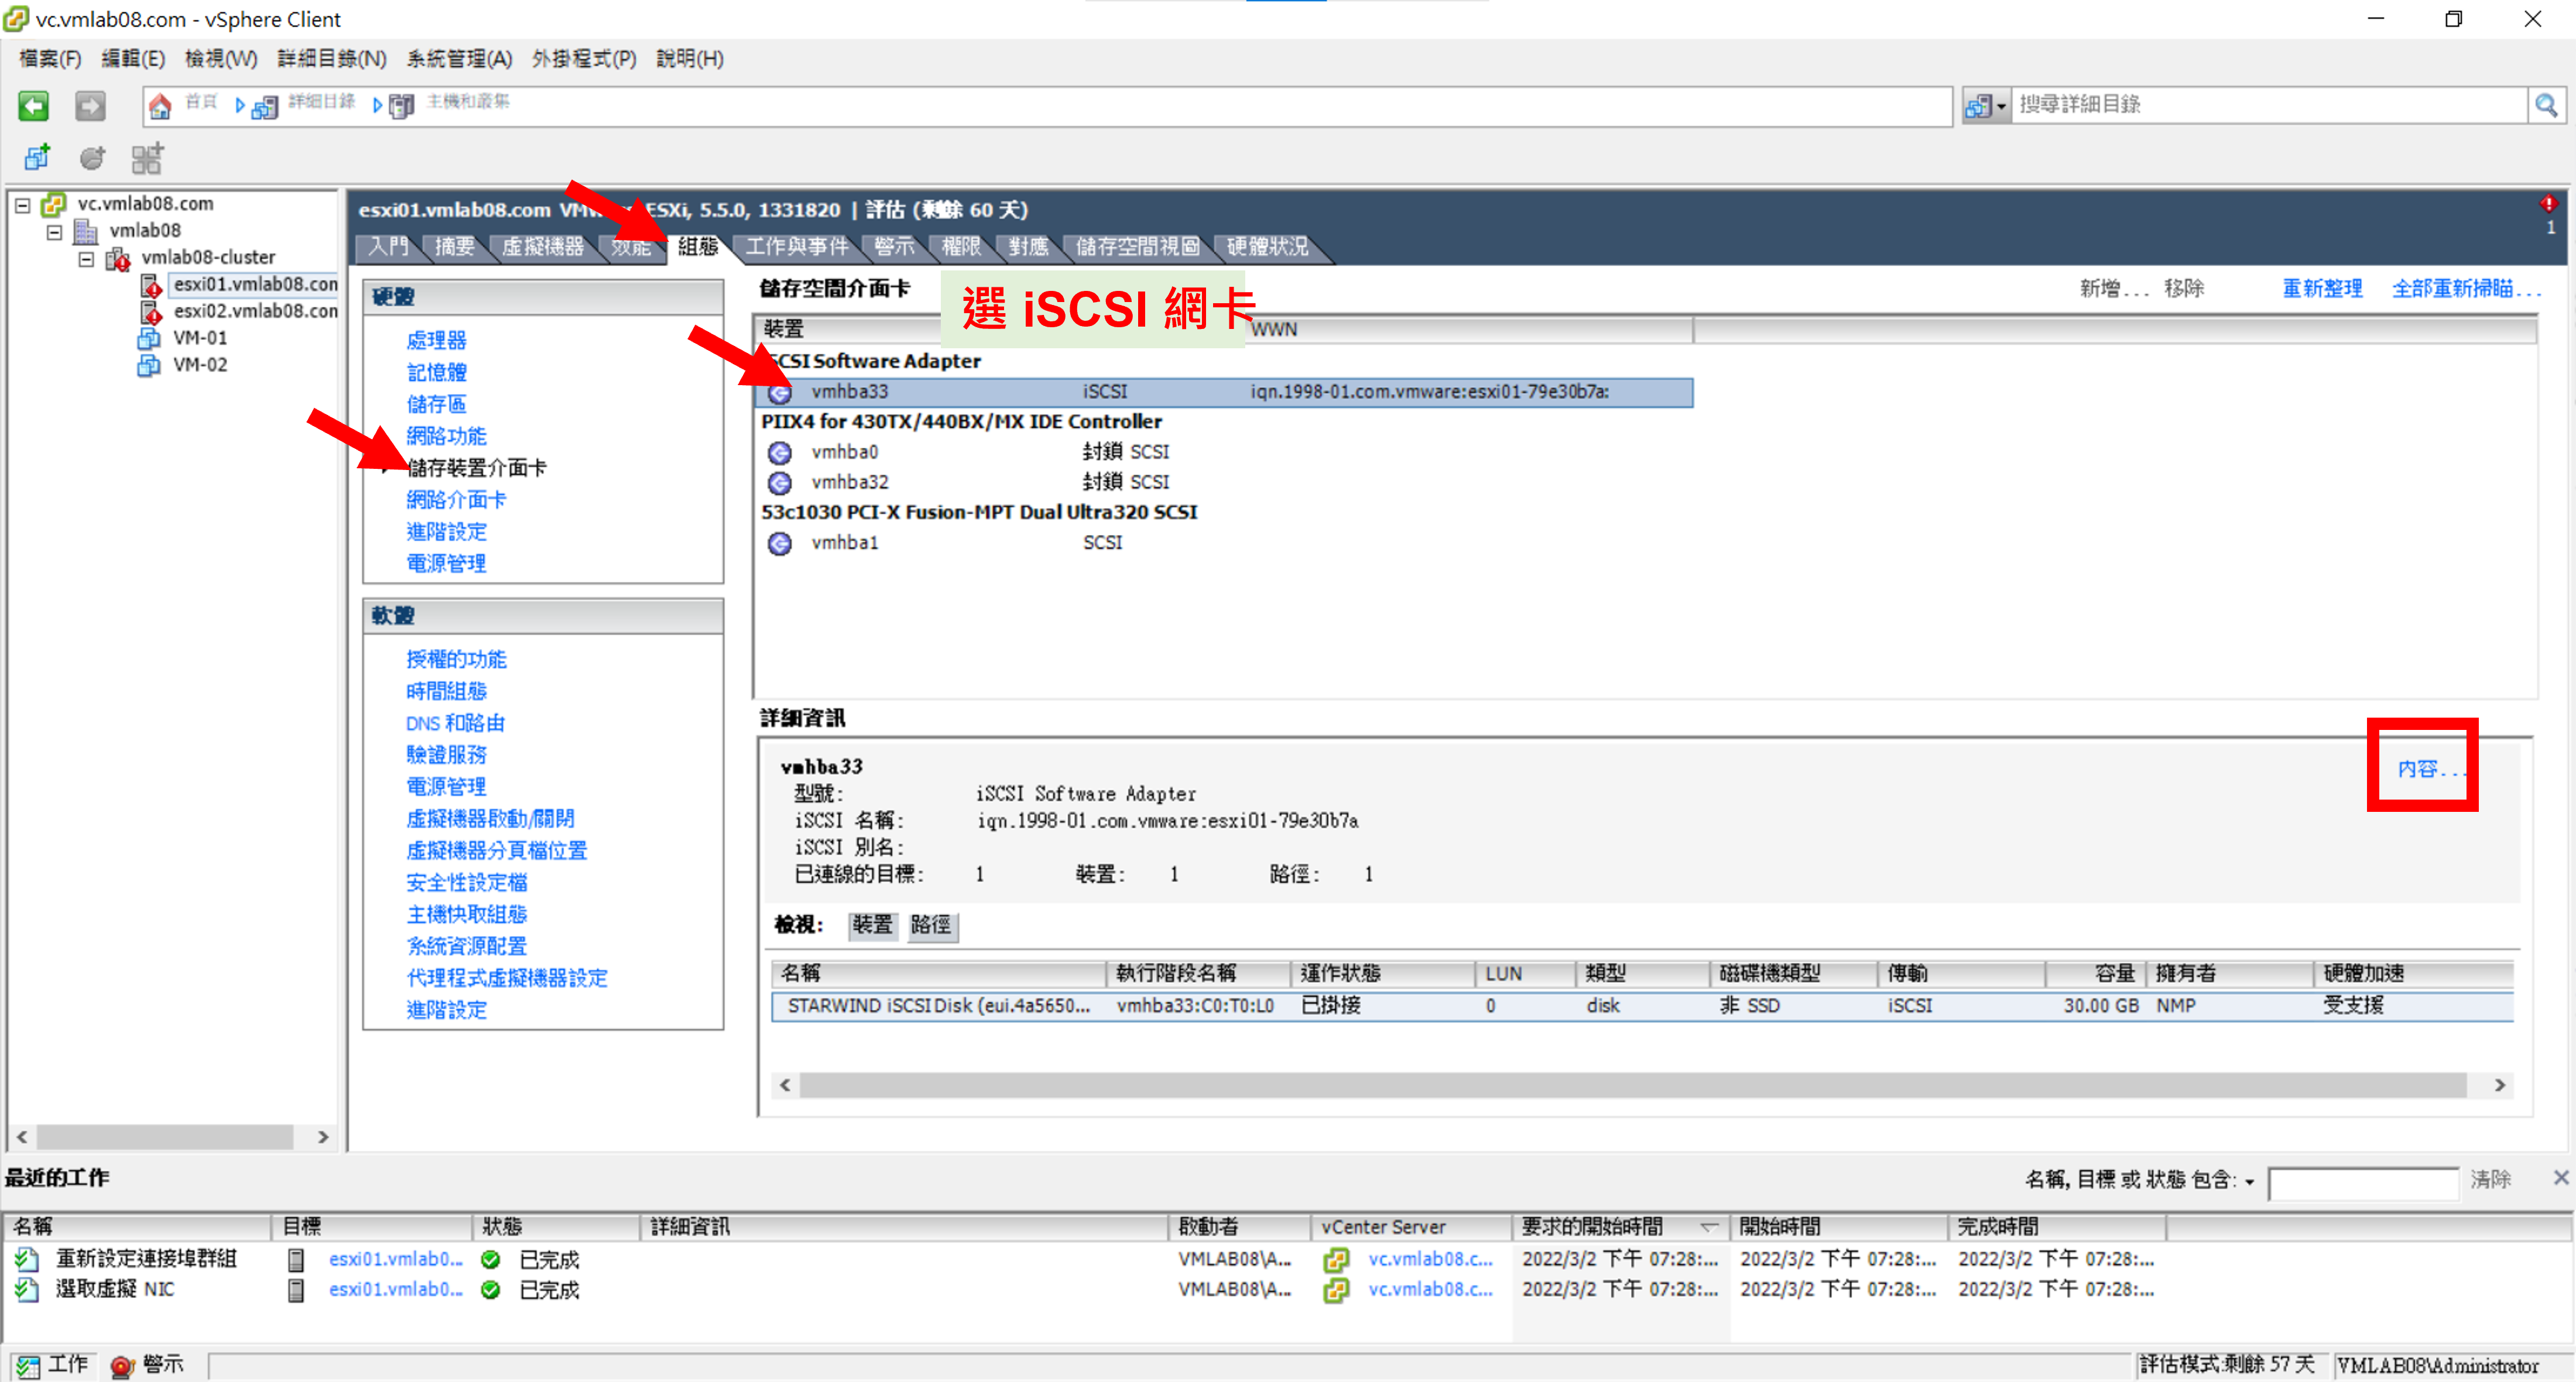 vc.vmlab08.com - vSphere Client
檔案(F) 編輯(E) 檢視(W) 詳細目錄(N) 系統管理(A) 外掛程式(P) 說明(H)
首頁 詳細目錄 主機和叢集 搜尋詳細目錄
vc.vmlab08.com
vmlab08
vmlab08-cluster
esxi01.vmlab08.con
esxi02.vmlab08.con
VM-01
VM-02
esxi01.vmlab08.com ESXi, 5.5.0, 1331820 | 評估 (剩餘 60 天)
1
入門 摘要 虛擬機器 效能 組態 工作與事件 警示 權限 對應 儲存空間視圖 硬體狀況
硬體
處理器
記憶體
儲存區
網路功能
儲存裝置介面卡
網路介面卡
進階設定
電源管理
軟體
授權的功能
時間組態
DNS 和路由
驗證服務
電源管理
虛擬機器啟動/關閉
虛擬機器分頁檔位置
安全性設定檔
主機快取組態
系統資源配置
代理程式虛擬機器設定
進階設定
儲存空間介面卡
選 iSCSI 網卡
新增... 移除 重新整理 全部重新掃瞄...
裝置 WWN
CSI Software Adapter
vmhba33 iSCSI iqn.1998-01.com.vmware:esxi01-79e30b7a:
PIIX4 for 430TX/440BX/MX IDE Controller
vmhba0 封鎖 SCSI
vmhba32 封鎖 SCSI
53c1030 PCI-X Fusion-MPT Dual Ultra320 SCSI
vmhba1 SCSI
詳細資訊
vmhba33
內容...
型號: iSCSI Software Adapter
iSCSI 名稱: iqn.1998-01.com.vmware:esxi01-79e30b7a
iSCSI 別名:
已連線的目標: 1 裝置: 1 路徑: 1
檢視: 裝置 路徑
名稱 執行階段名稱 運作狀態 LUN 類型 磁碟機類型 傳輸 容量 擁有者 硬體加速
STARWIND iSCSI Disk (eui.4a5650... vmhba33:C0:T0:L0 已掛接 0 disk 非 SSD iSCSI 30.00 GB NMP 受支援
最近的工作
名稱, 目標 或 狀態 包含: 清除
名稱 目標 狀態 詳細資訊 啟動者 vCenter Server 要求的開始時間 開始時間 完成時間
重新設定連接埠群組 esxi01.vmlab0... 已完成 VMLAB08\A... vc.vmlab08.c... 2022/3/2 下午 07:28:... 2022/3/2 下午 07:28:... 2022/3/2 下午 07:28:...
選取虛擬 NIC esxi01.vmlab0... 已完成 VMLAB08\A... vc.vmlab08.c... 2022/3/2 下午 07:28:... 2022/3/2 下午 07:28:... 2022/3/2 下午 07:28:...
工作 警示 評估模式:剩餘 57 天 VMLAB08\Administrator